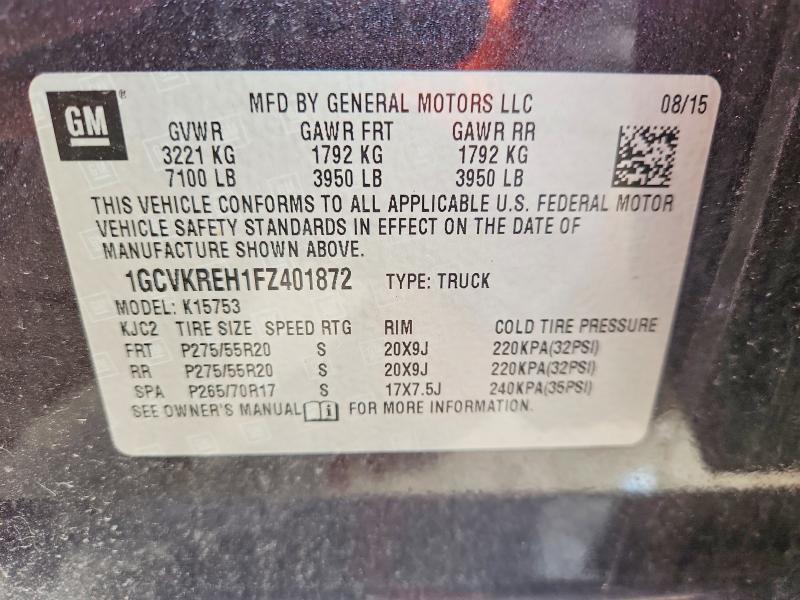 GM ®
MFD BY GENERAL MOTORS LLC 08/15
GVWR GAWR FRT GAWR RR
3221 KG 1792 KG 1792 KG
7100 LB 3950 LB 3950 LB
THIS VEHICLE CONFORMS TO ALL APPLICABLE U.S. FEDERAL MOTOR
VEHICLE SAFETY STANDARDS IN EFFECT ON THE DATE OF
MANUFACTURE SHOWN ABOVE.
1GCVKREH1FZ401872 TYPE: TRUCK
MODEL: K15753
KJC2 TIRE SIZE SPEED RTG RIM COLD TIRE PRESSURE
FRT P275/55R20 S 20X9J 220KPA(32PSI)
RR P275/55R20 S 20X9J 220KPA(32PSI)
SPA P265/70R17 S 17X7.5J 240KPA(35PSI)
SEE OWNER'S MANUAL FOR MORE INFORMATION.